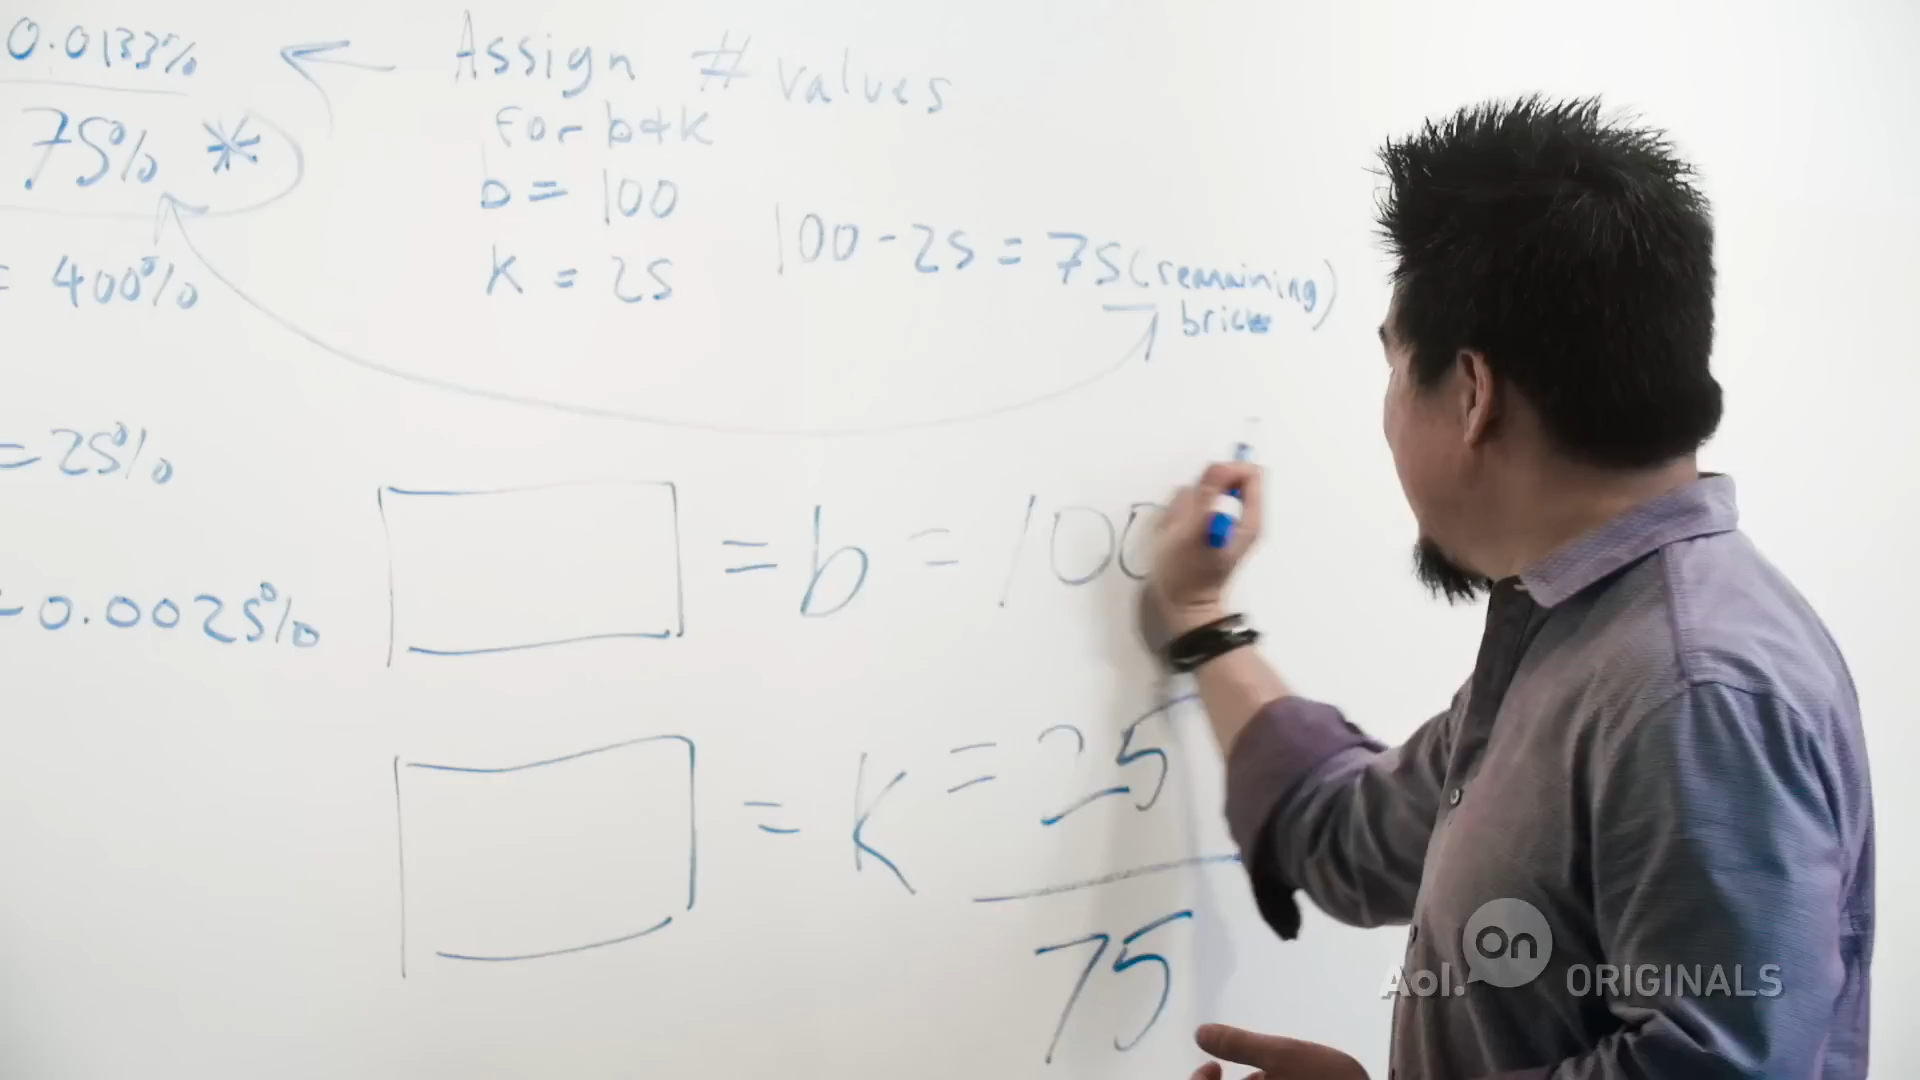 0.0133%
75% *
= 400%
= 25%
- 0.0025%
Assign # values
for b+k
b = 100
k = 25
100 - 25 = 75 (remaining)
= b = 100
= k = 25
75
Aol. On ORIGINALS